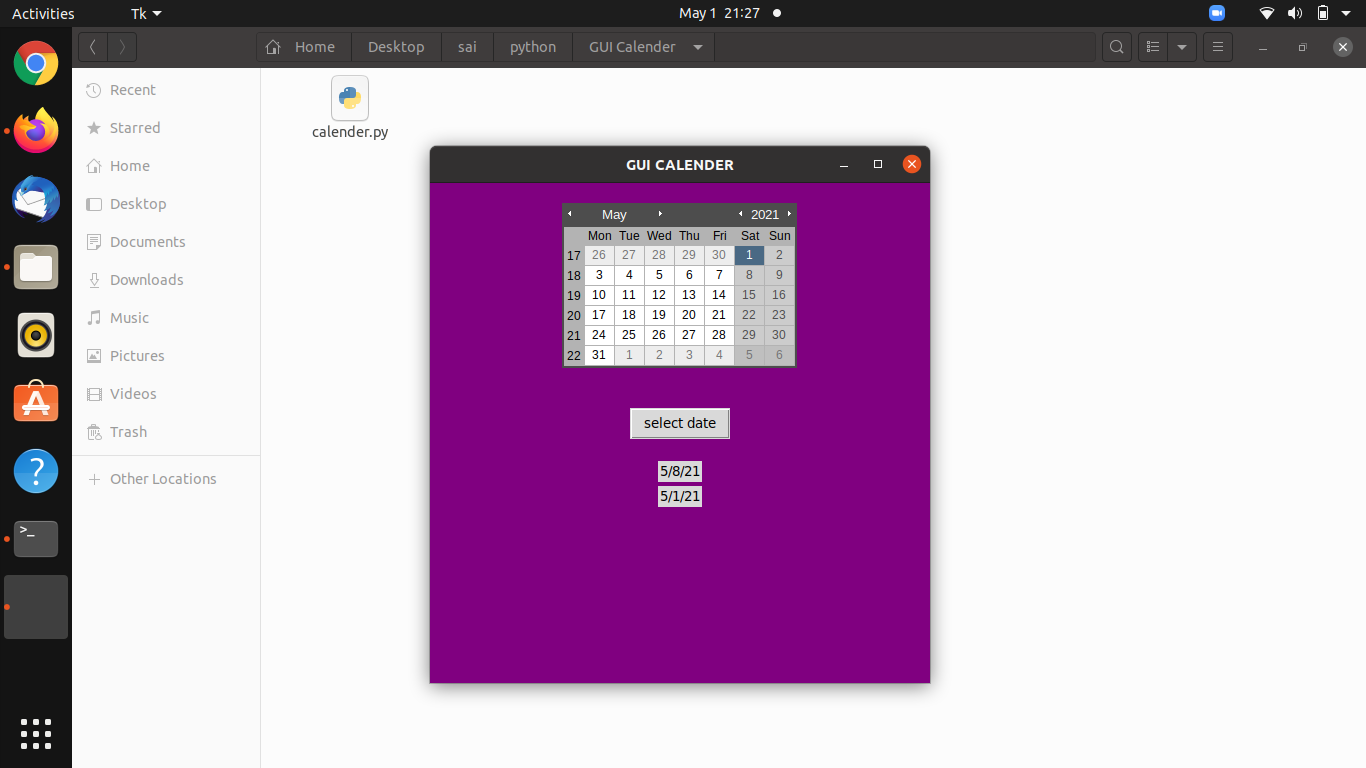 Activities Tk May 1 21:27
Home Desktop sai python GUI Calender
Recent
Starred
Home
Desktop
Documents
Downloads
Music
Pictures
Videos
Trash
Other Locations
calender.py
GUI CALENDER
May 2021
Mon Tue Wed Thu Fri Sat Sun
17 26 27 28 29 30 1 2
18 3 4 5 6 7 8 9
19 10 11 12 13 14 15 16
20 17 18 19 20 21 22 23
21 24 25 26 27 28 29 30
22 31 1 2 3 4 5 6
select date
5/8/21
5/1/21